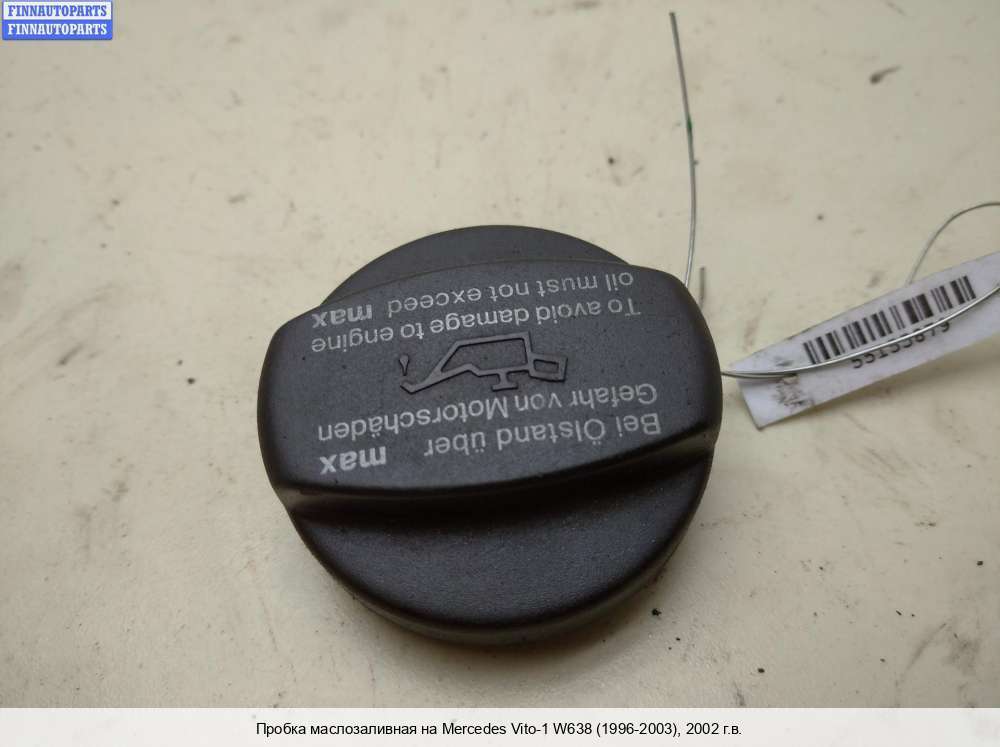 FINNAUTOPARTS
FINNAUTOPARTS
Bei Ölstand über max
Gefahr von Motorschäden
To avoid damage to engine
oil must not exceed max
Пробка маслозаливная на Mercedes Vito-1 W638 (1996-2003), 2002 г.в.